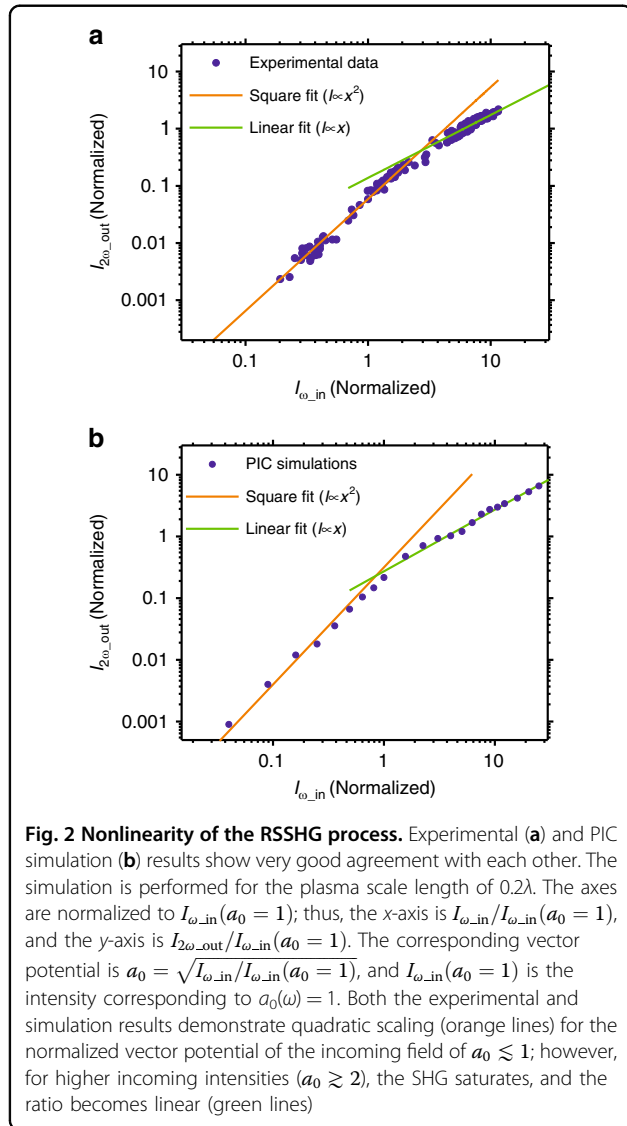 a
10
1
0.1
0.01
0.001
I2ω_out (Normalized)
Experimental data
Square fit (I∝x²)
Linear fit (I∝x)
0.1
1
10
Iω_in (Normalized)
b
10
1
0.1
0.01
0.001
I2ω_out (Normalized)
PIC simulations
Square fit (I∝x²)
Linear fit (I∝x)
0.1
1
10
Iω_in (Normalized)
Fig. 2 Nonlinearity of the RSSHG process. Experimental (a) and PIC
simulation (b) results show very good agreement with each other. The
simulation is performed for the plasma scale length of 0.2λ. The axes
are normalized to Iω_in(a0 = 1); thus, the x-axis is Iω_in/Iω_in(a0 = 1),
and the y-axis is I2ω_out/Iω_in(a0 = 1). The corresponding vector
potential is a0 = √(Iω_in/Iω_in(a0 = 1)), and Iω_in(a0 = 1) is the
intensity corresponding to a0(ω) = 1. Both the experimental and
simulation results demonstrate quadratic scaling (orange lines) for the
normalized vector potential of the incoming field of a0 ≲ 1; however,
for higher incoming intensities (a0 ≳ 2), the SHG saturates, and the
ratio becomes linear (green lines)